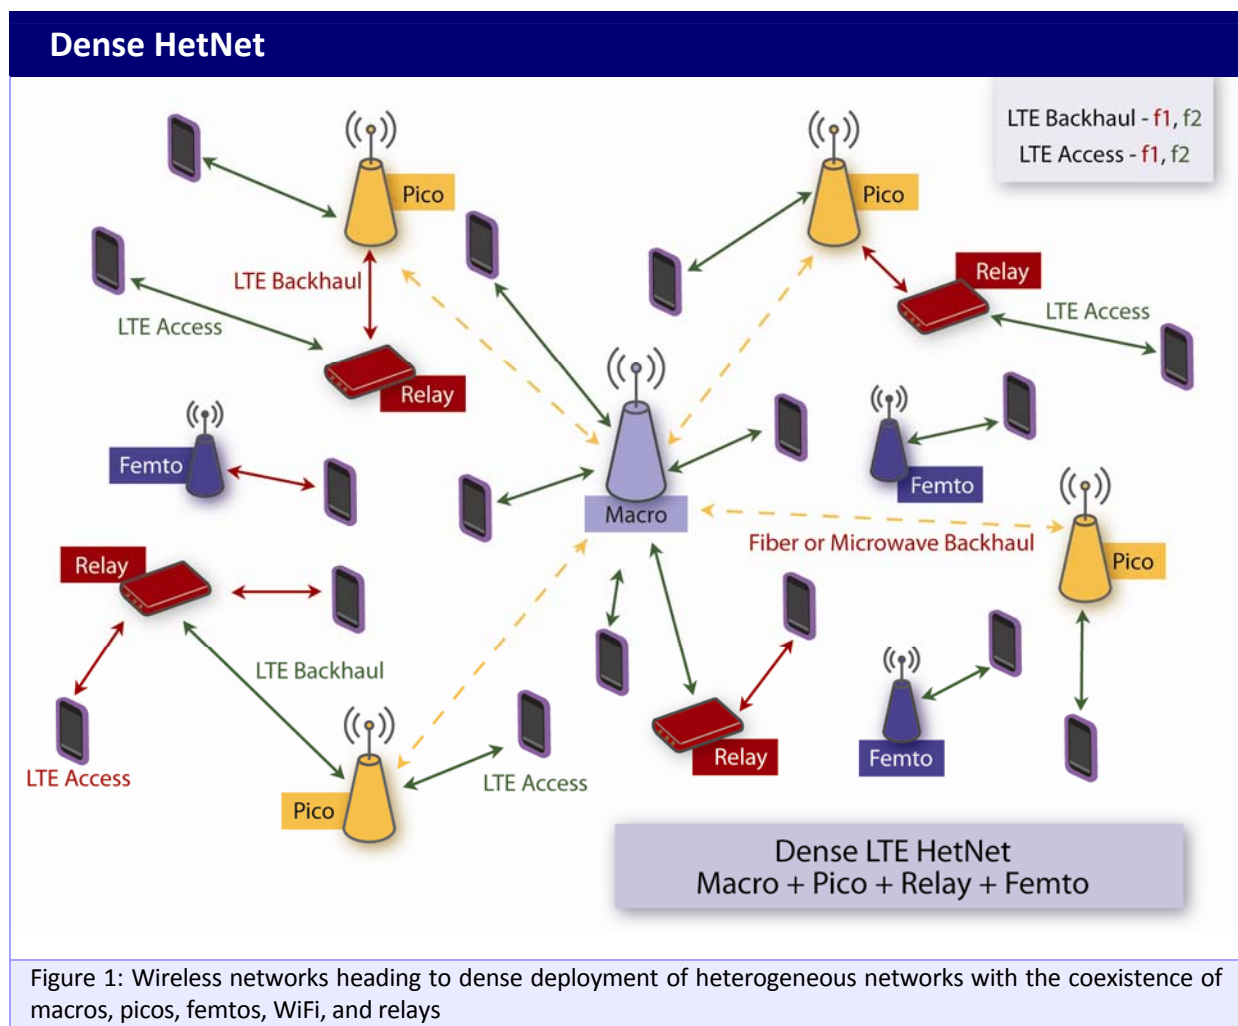 Dense HetNet
LTE Backhaul - f1, f2
LTE Access - f1, f2
Pico
Pico
LTE Backhaul
Relay
LTE Access
LTE Access
Relay
Femto
Femto
Macro
Fiber or Microwave Backhaul
Relay
Pico
LTE Backhaul
LTE Access
Relay
Femto
LTE Access
Pico
Dense LTE HetNet
Macro + Pico + Relay + Femto
Figure 1: Wireless networks heading to dense deployment of heterogeneous networks with the coexistence of
macros, picos, femtos, WiFi, and relays